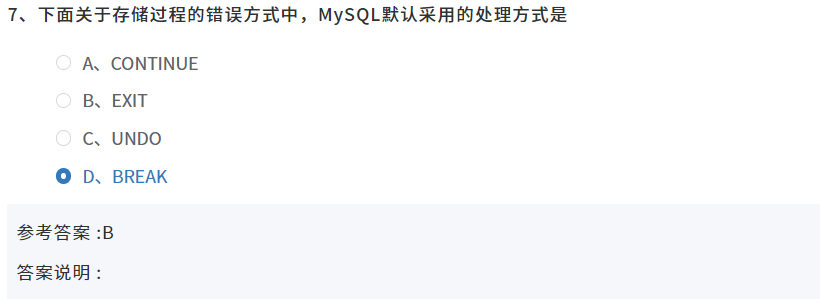 7、下面关于存储过程的错误方式中，MySQL默认采用的处理方式是
A、CONTINUE
B、EXIT
C、UNDO
D、BREAK
参考答案 :B
答案说明 :